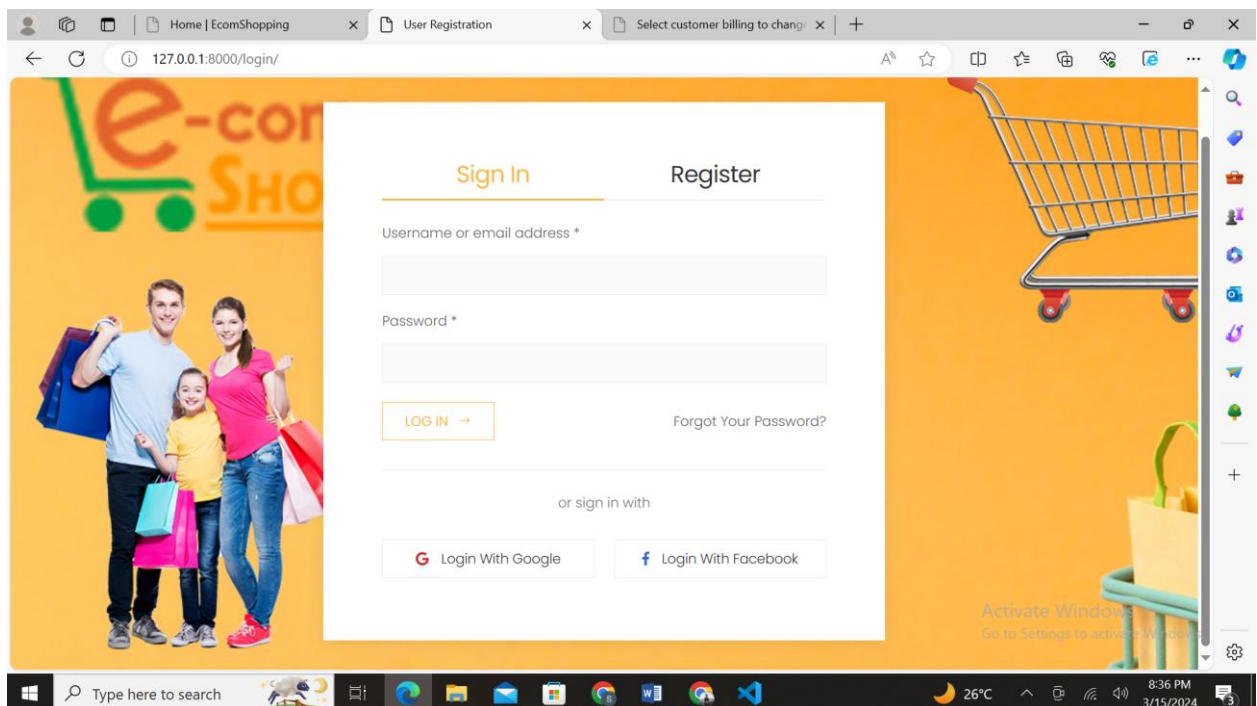 Home | EcomShopping
User Registration
Select customer billing to chang
127.0.0.1:8000/login/
e-com
SHO
Sign In
Register
Username or email address *
Password *
LOG IN →
Forgot Your Password?
or sign in with
G Login With Google
f Login With Facebook
Activate Windows
Go to Settings to activate Windows
Type here to search
26°C
8:36 PM
3/15/2024